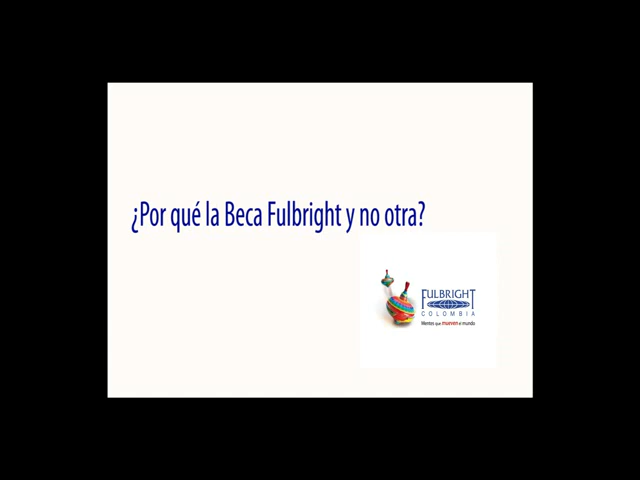 ¿Por qué la Beca Fulbright y no otra?
FULBRIGHT
COLOMBIA
Mentes que mueven el mundo